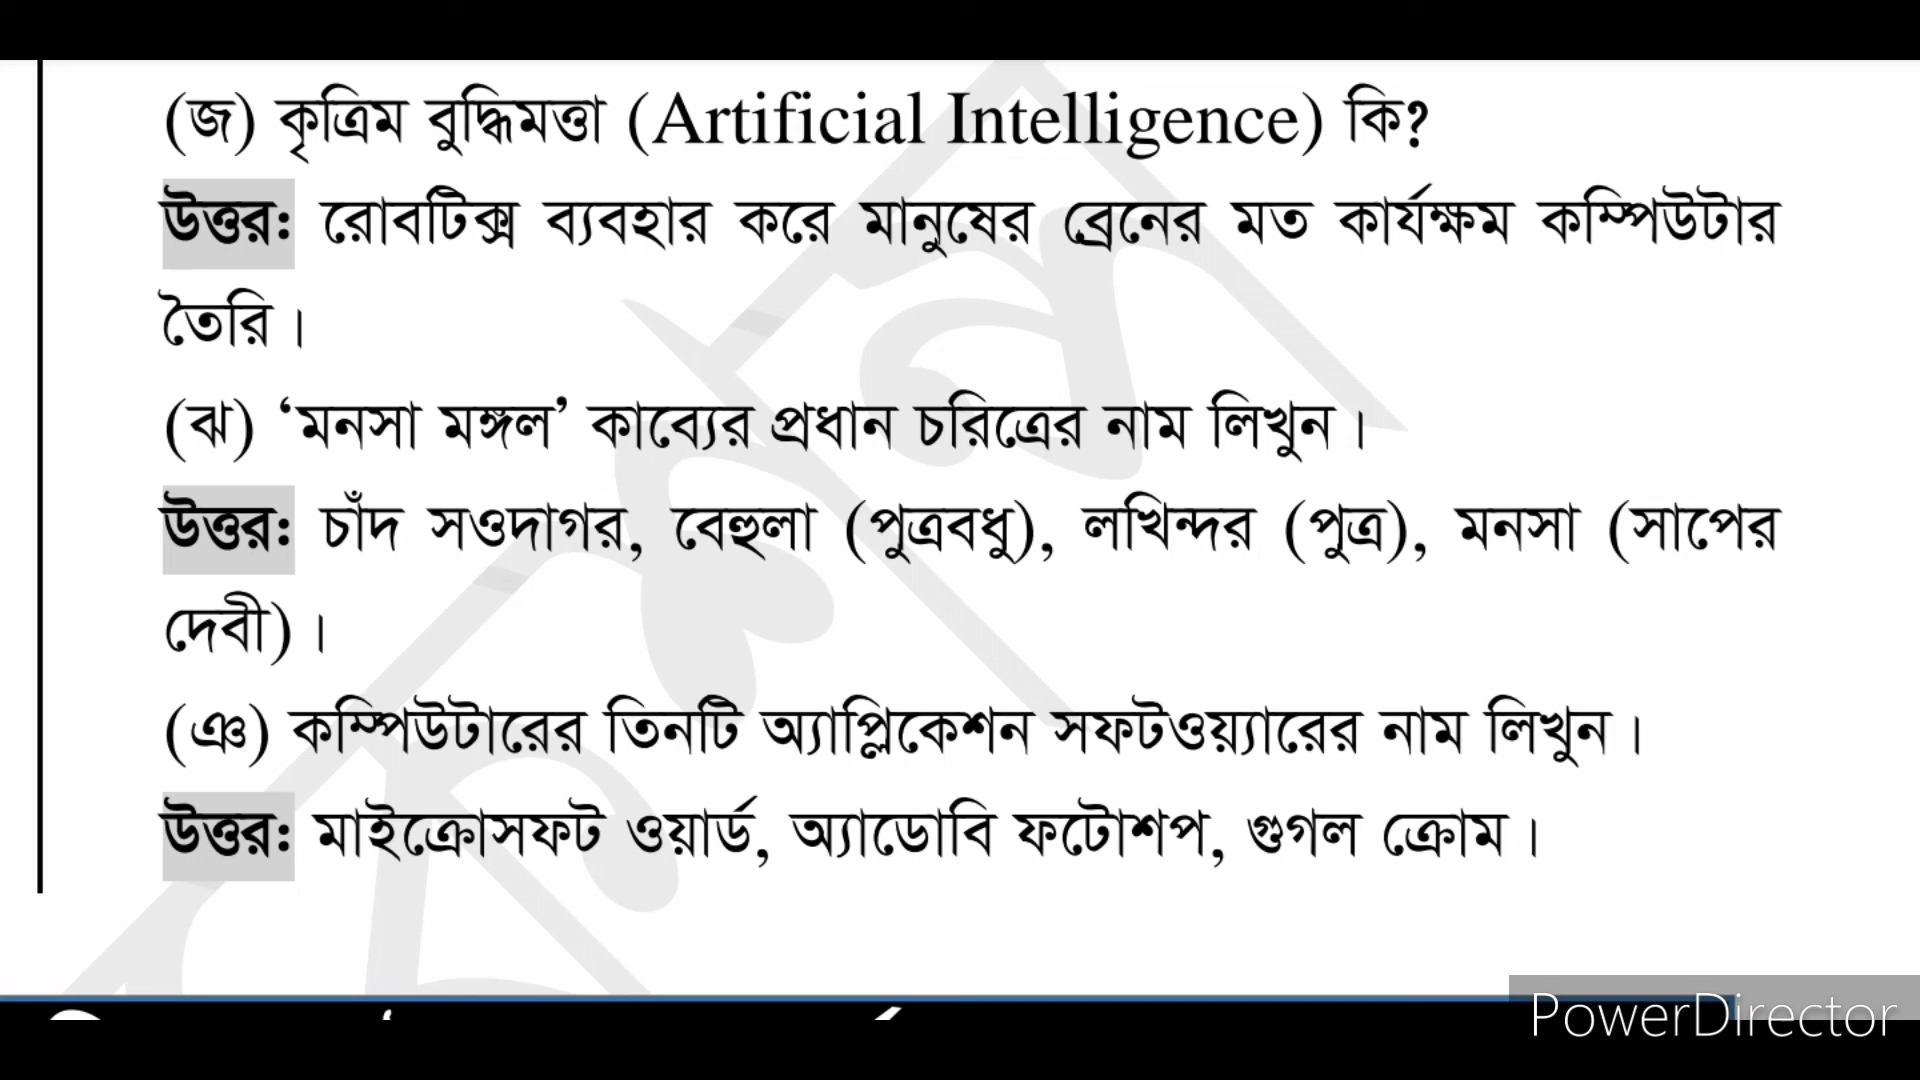 (জ) কৃত্রিম বুদ্ধিমত্তা (Artificial Intelligence) কি?
উত্তরঃ রোবটিক্স ব্যবহার করে মানুষের ব্রেনের মত কার্যক্ষম কম্পিউটার
তৈরি।
(ঝ) ‘মনসা মঙ্গল’ কাব্যের প্রধান চরিত্রের নাম লিখুন।
উত্তরঃ চাঁদ সওদাগর, বেহুলা (পুত্রবধু), লখিন্দর (পুত্র), মনসা (সাপের
দেবী)।
(ঞ) কম্পিউটারের তিনটি অ্যাপ্লিকেশন সফটওয়্যারের নাম লিখুন।
উত্তরঃ মাইক্রোসফট ওয়ার্ড, অ্যাডোবি ফটোশপ, গুগল ক্রোম।
PowerDirector